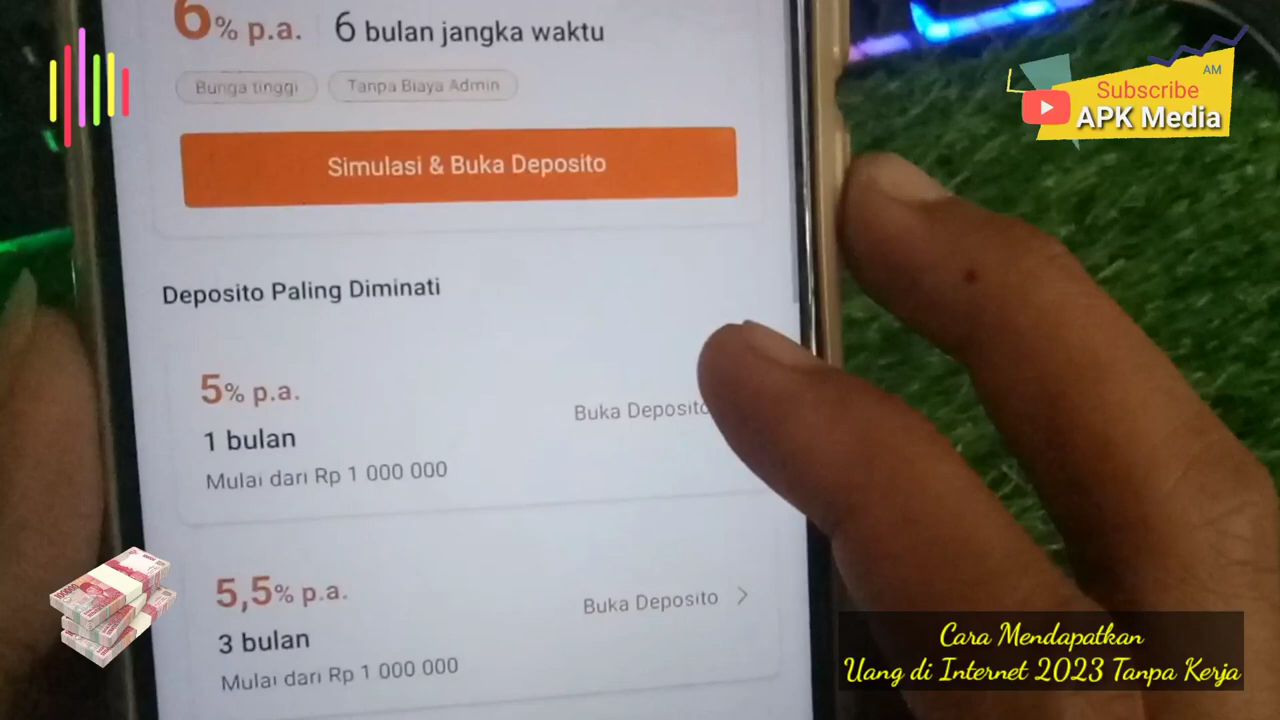 6% p.a.
6 bulan jangka waktu
Bunga tinggi
Tanpa Biaya Admin
Simulasi & Buka Deposito
Deposito Paling Diminati
5% p.a.
1 bulan
Mulai dari Rp 1 000 000
Buka Deposito
5,5% p.a.
3 bulan
Mulai dari Rp 1 000 000
Buka Deposito
AM
Subscribe
APK Media
100000
Cara Mendapatkan
Uang di Internet 2023 Tanpa Kerja